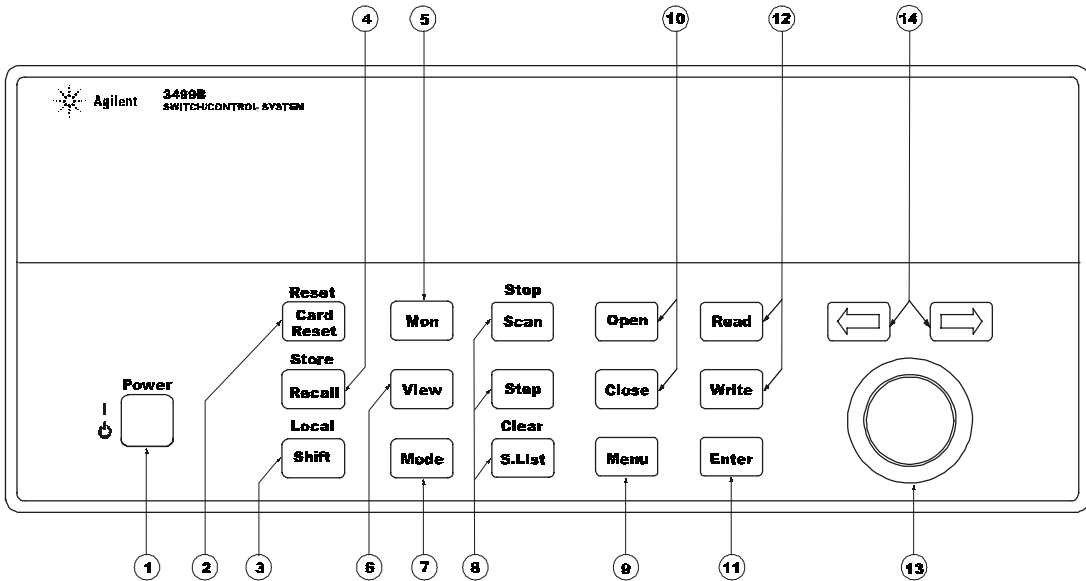 4 5 10 12 14
Agilent 3499B
SWITCH/CONTROL SYSTEM
Reset Stop
Card Reset Mon Scan Open Read
Store
Recall View Step Close Write
Power
Local Clear
Shift Mode S.List Menu Enter
1 2 3 6 7 8 9 11 13